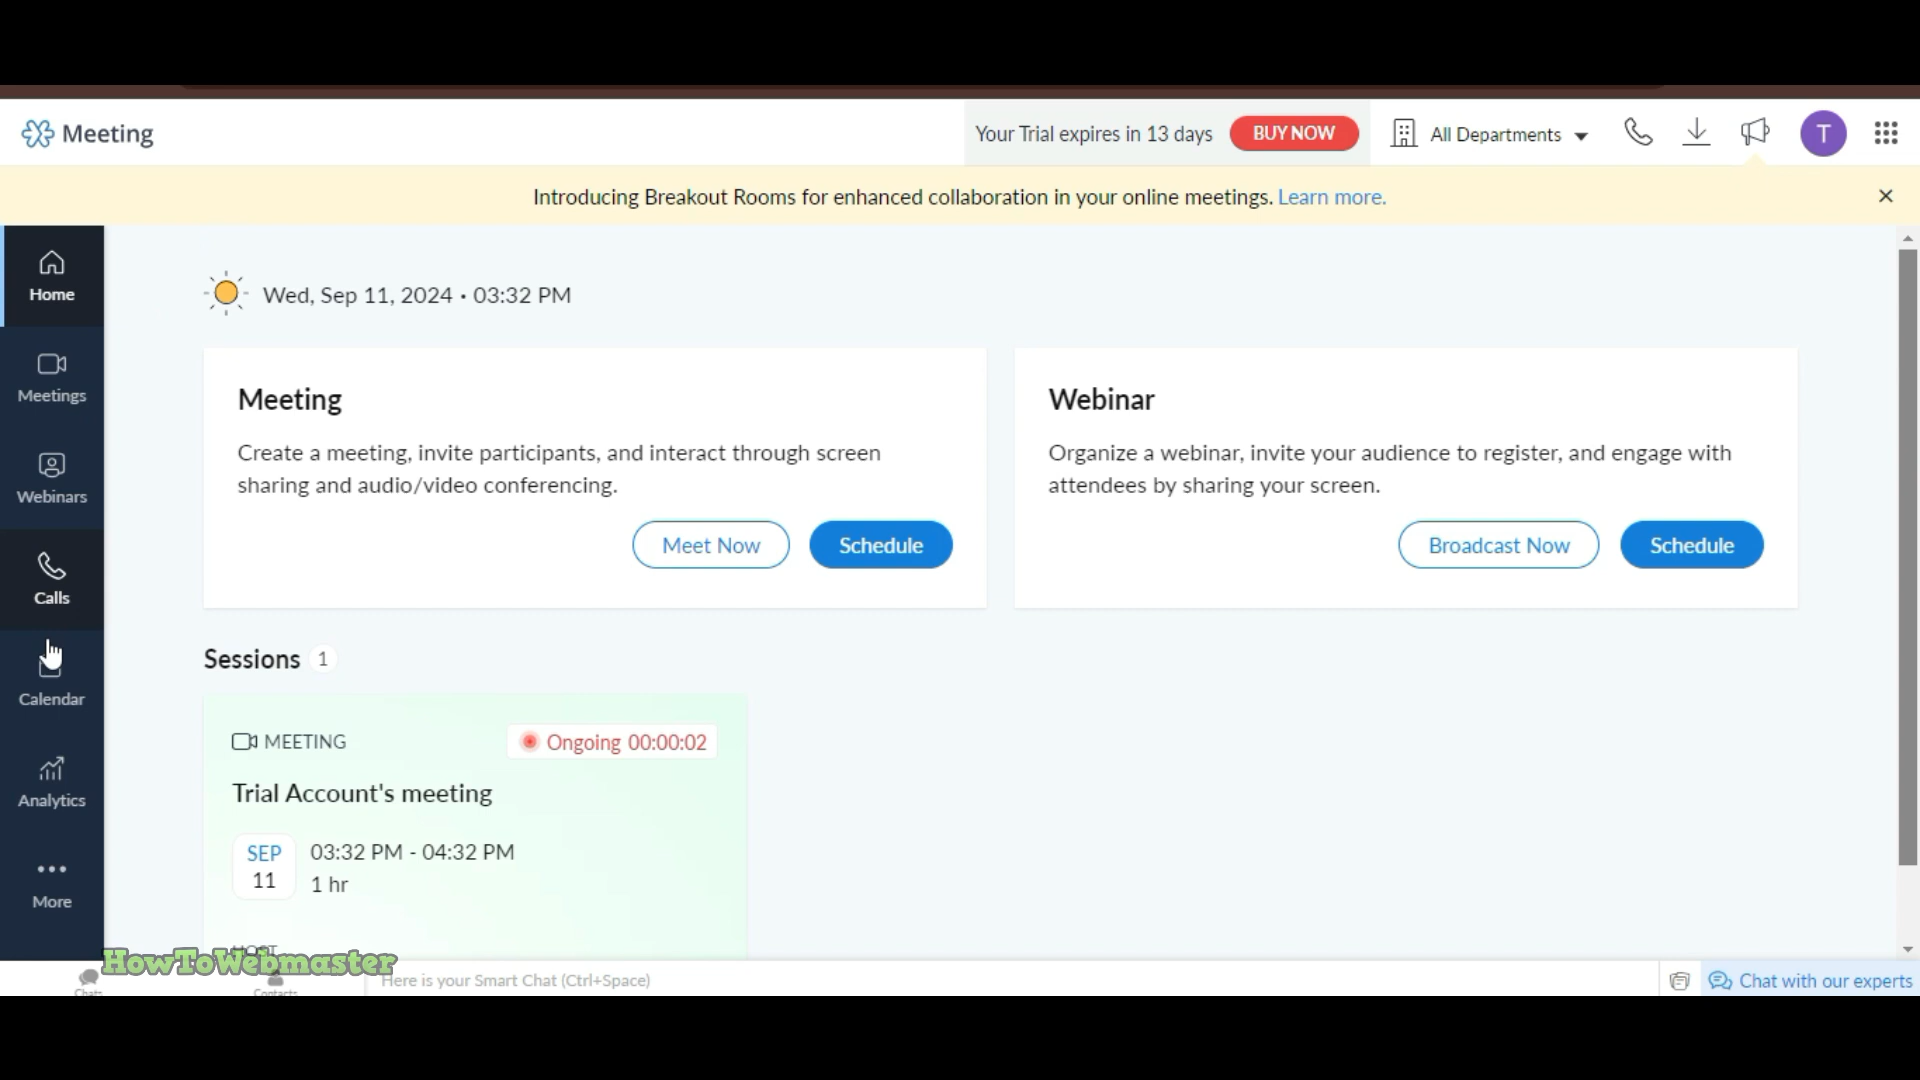 Meeting
Your Trial expires in 13 days
BUY NOW
All Departments
T
Introducing Breakout Rooms for enhanced collaboration in your online meetings. Learn more.
Home
Meetings
Webinars
Calls
Calendar
Analytics
More
Wed, Sep 11, 2024 • 03:32 PM
Meeting
Create a meeting, invite participants, and interact through screen
sharing and audio/video conferencing.
Meet Now
Schedule
Webinar
Organize a webinar, invite your audience to register, and engage with
attendees by sharing your screen.
Broadcast Now
Schedule
Sessions 1
MEETING
Ongoing 00:00:02
Trial Account's meeting
SEP
11
03:32 PM - 04:32 PM
1 hr
HOST
HowToWebmaster
Chats
Contacts
Here is your Smart Chat (Ctrl+Space)
Chat with our experts